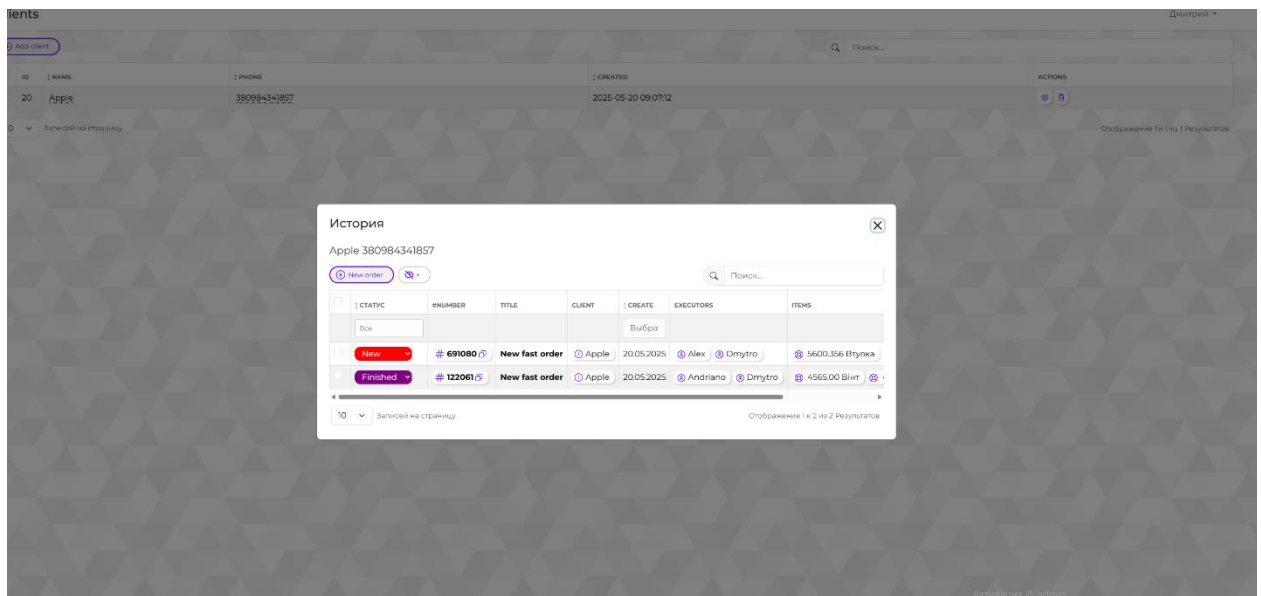 ients
Дмитрий
Add client
Поиск...
ID NAME PHONE CREATED ACTIONS
20 Apple 380984341857 2025-05-20 09:07:12
0 Записей на страницу
Отображение 1 к 1 из 1 Результатов
История
Apple 380984341857
New order
Поиск...
СТАТУС #NUMBER TITLE CLIENT CREATE EXECUTORS ITEMS
Все Выбра
New # 691080 New fast order Apple 20.05.2025 Alex Dmytro 5600.356 Втулка
Finished # 122061 New fast order Apple 20.05.2025 Andriano Dmytro 4565.00 Вінт
10 Записей на страницу
Отображение 1 к 2 из 2 Результатов
Активация Windows